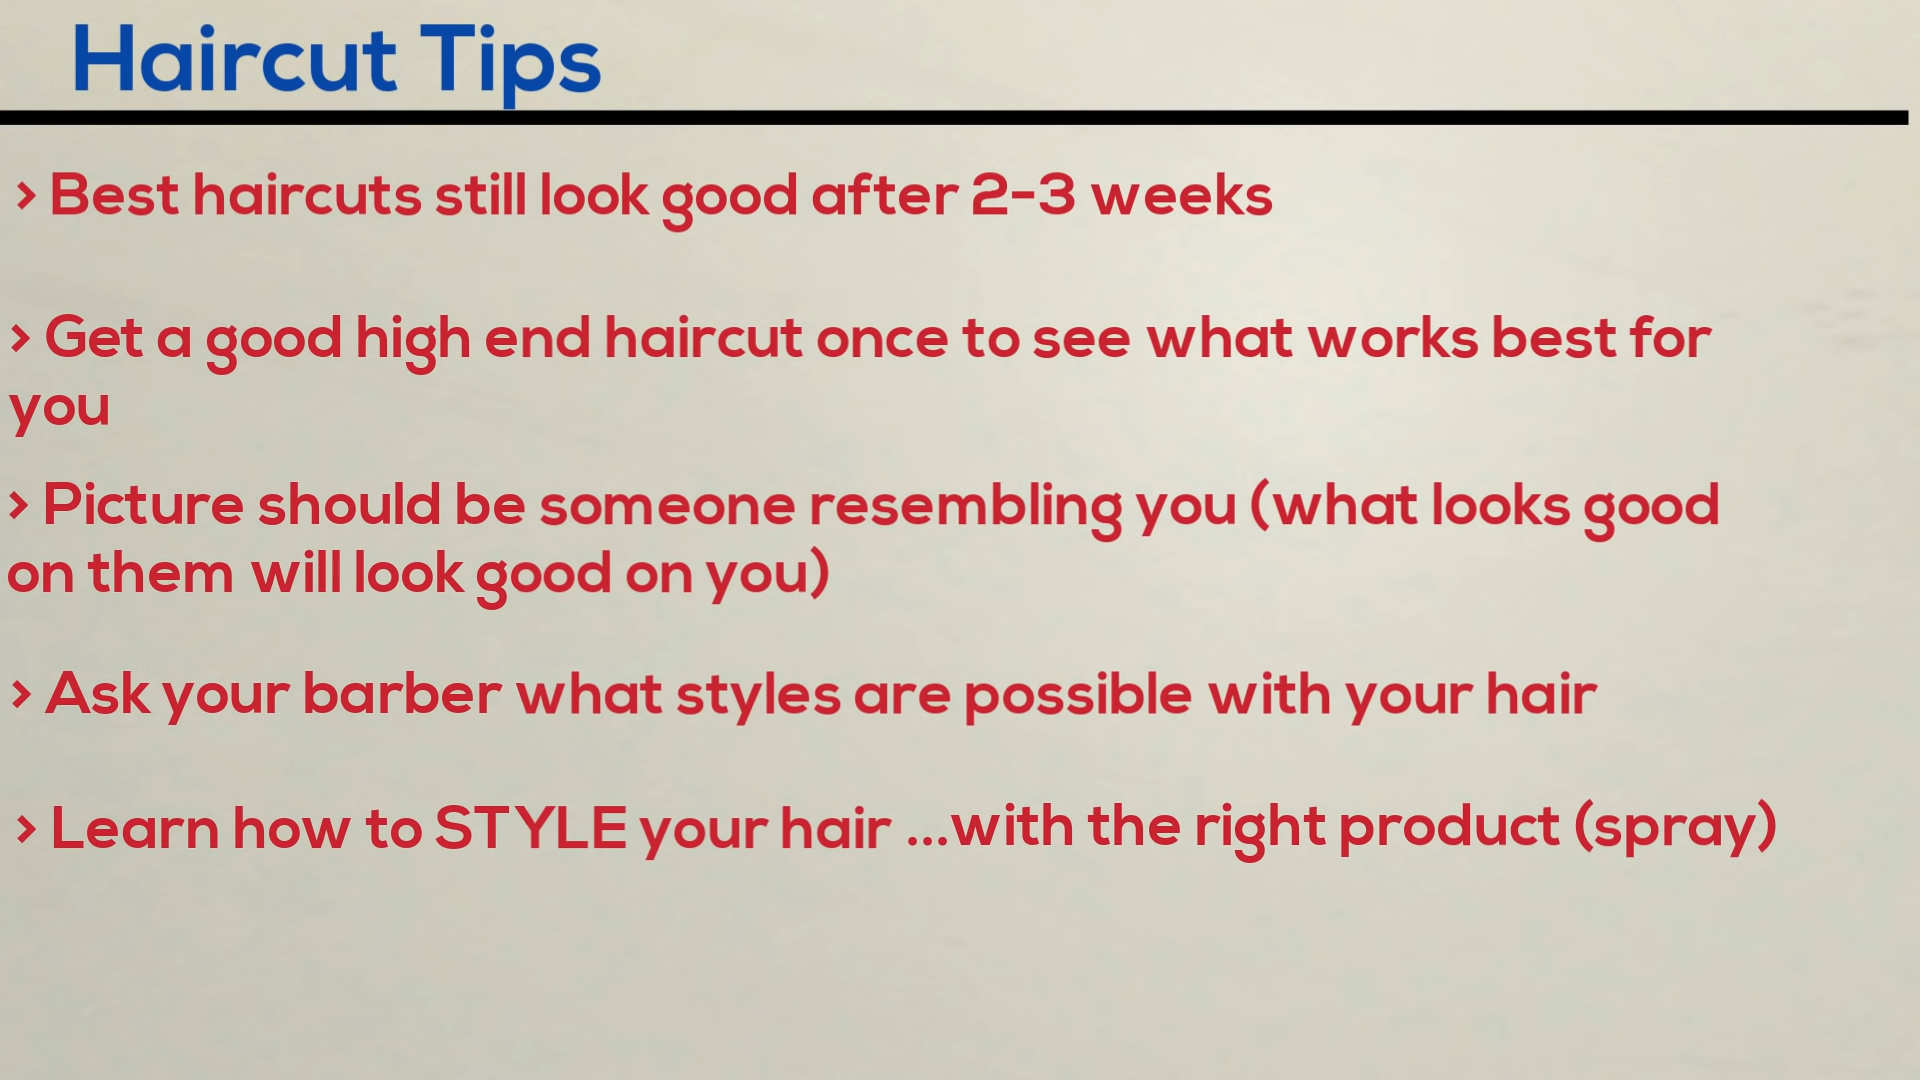 Haircut Tips
> Best haircuts still look good after 2-3 weeks
> Get a good high end haircut once to see what works best for
you
> Picture should be someone resembling you (what looks good
on them will look good on you)
> Ask your barber what styles are possible with your hair
> Learn how to STYLE your hair ...with the right product (spray)